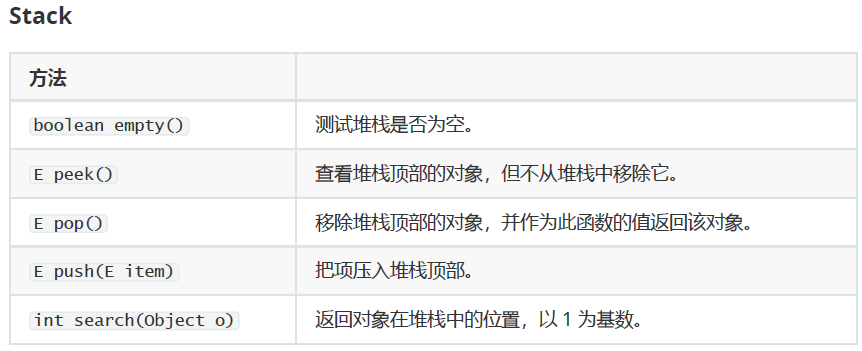 Stack
方法
boolean empty() 测试堆栈是否为空。
E peek() 查看堆栈顶部的对象，但不从堆栈中移除它。
E pop() 移除堆栈顶部的对象，并作为此函数的值返回该对象。
E push(E item) 把项压入堆栈顶部。
int search(Object o) 返回对象在堆栈中的位置，以 1 为基数。